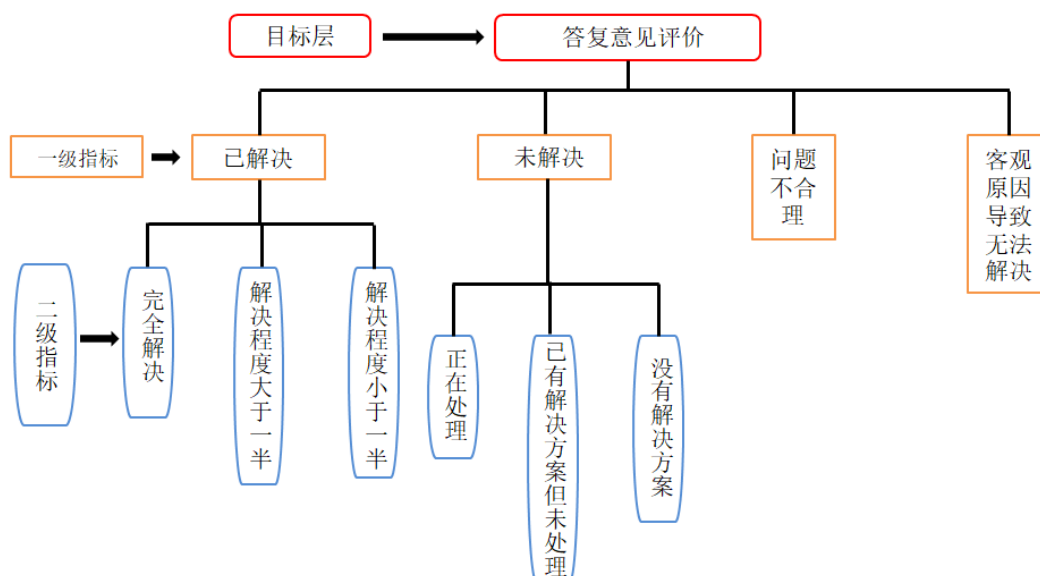 目标层
答复意见评价
一级指标
已解决
未解决
问题
不合
理
客观
原因
导致
无法
解决
二级指标
完全解决
解决程度大于一半
解决程度小于一半
正在处理
已有解决方案但未处理
没有解决方案